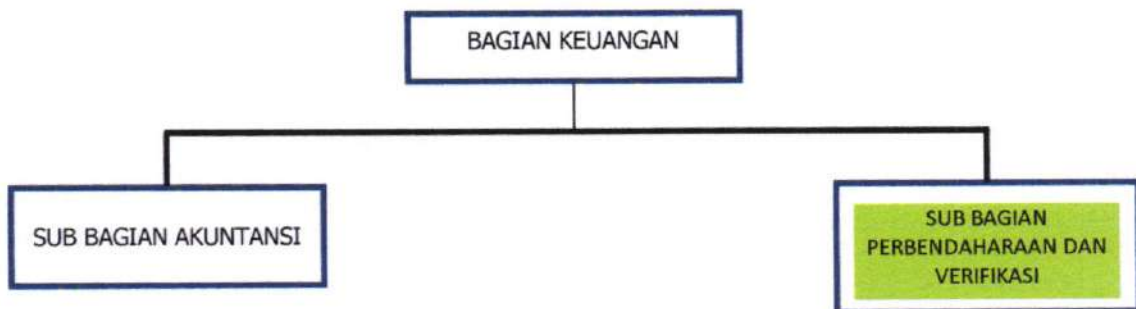 BAGIAN KEUANGAN
SUB BAGIAN AKUNTANSI
SUB BAGIAN
PERBENDAHARAAN DAN
VERIFIKASI